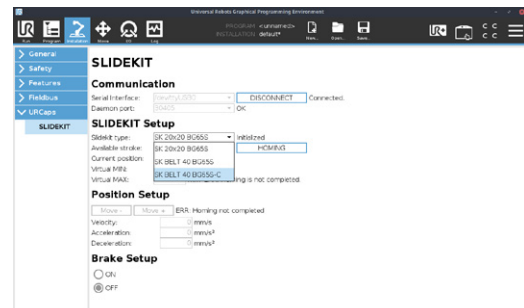 Universal Robots Graphical Programming Environment
PROGRAM <unnamed>
INSTALLATION default*
Run Program Installation Move I/O Log New... Open... Save...
General
Safety
Features
Fieldbus
URCaps
SLIDEKIT
SLIDEKIT
Communication
Serial Interface: DISCONNECT Connected.
Daemon port: OK
SLIDEKIT Setup
Slidekit type: SK 20x20 BG65S Initialized
Available stroke: SK 20x20 BG65S HOMING
Current position: SK BELT 40 BG65S
Virtual MIN: SK BELT 40 BG65S-C
Virtual MAX: ing is not completed
Position Setup
Move - Move + ERR: Homing not completed
Velocity: 0 mm/s
Acceleration: 0 mm/s²
Deceleration: 0 mm/s²
Brake Setup
ON
OFF